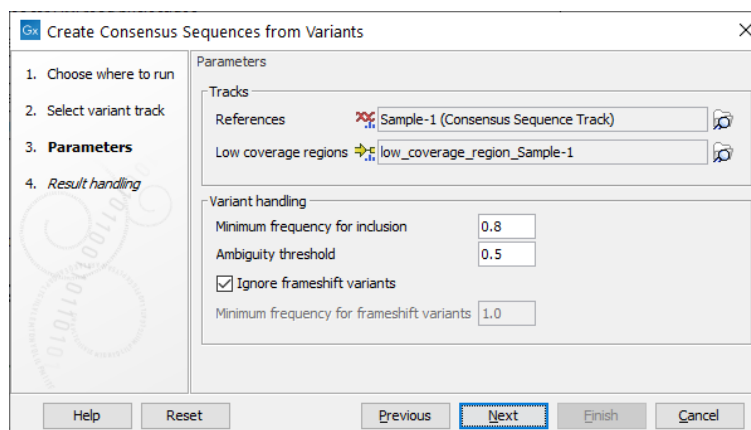 Gx Create Consensus Sequences from Variants
1. Choose where to run
2. Select variant track
3. Parameters
4. Result handling
Parameters
Tracks
References Sample-1 (Consensus Sequence Track)
Low coverage regions low_coverage_region_Sample-1
Variant handling
Minimum frequency for inclusion 0.8
Ambiguity threshold 0.5
Ignore frameshift variants
Minimum frequency for frameshift variants 1.0
Help Reset Previous Next Finish Cancel